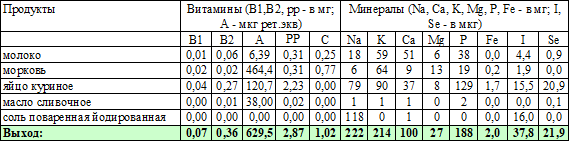 Продукты Витамины (B1,B2, рр - в мг; Минералы (Na, Ca, K, Mg, P, Fe - в мг; I,
А - мкг рет.экв) Se - в мкг)
B1 B2 A PP C Na K Ca Mg P Fe I Se
молоко 0,01 0,06 6,39 0,31 0,25 18 59 51 6 38 0,0 4,4 0,9
морковь 0,02 0,02 464,4 0,31 0,77 6 64 9 13 19 0,2 1,9 0,0
яйцо куриное 0,04 0,27 120,7 2,23 0,00 79 90 37 8 129 1,7 15,5 20,9
масло сливочное 0,00 0,01 38,00 0,02 0,00 1 1 1 0 2 0,0 0,0 0,1
соль поваренная йодированная 0,00 0,00 0,00 0,00 0,00 118 0 1 0 0,0 16,0 0,0
Выход: 0,07 0,36 629,5 2,87 1,02 222 214 100 27 188 2,0 37,8 21,9